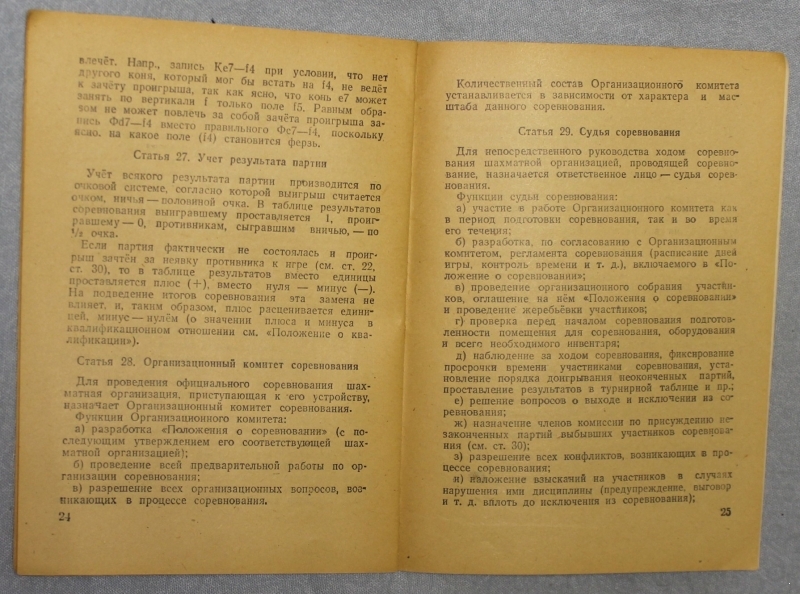 влечёт. Напр., запись Ке7—f4 при условии, что нет
другого коня, который мог бы встать на f4, не ведёт
к зачёту проигрыша, так как ясно, что конь е7 может
занять по вертикали f только поле f5. Равным обра-
зом не может повлечь за собой зачёта проигрыша за-
пись Фd7—f4 вместо правильного Фс7—f4, поскольку
ясно, на какое поле (f4) становится ферзь.
Статья 27. Учет результата партии
Учёт всякого результата партии производится по
очковой системе, согласно которой выигрыш считается
очком, ничья — половиной очка. В таблице результатов
соревнования выигравшему проставляется 1, проиг-
равшему — 0, противникам, сыгравшим вничью, — по
½ очка.
Если партия фактически не состоялась и проиг-
рыш зачтён за неявку противника к игре (см. ст. 22,
ст. 30), то в таблице результатов вместо единицы
проставляется плюс (+), вместо нуля — минус (—).
На подведение итогов соревнования эта замена не
влияет, и, таким образом, плюс расценивается едини-
цей, минус — нулём (о значении плюса и минуса в
квалификационном отношении см. «Положение о ква-
лификации»).
Статья 28. Организационный комитет соревнования
Для проведения официального соревнования шах-
матная организация, приступающая к его устройству,
назначает Организационный комитет соревнования.
Функции Организационного комитета:
а) разработка «Положения о соревновании» (с по-
следующим утверждением его соответствующей шах-
матной организацией);
б) проведение всей предварительной работы по ор-
ганизации соревнования;
в) разрешение всех организационных вопросов, воз-
никающих в процессе соревнования.
24
Количественный состав Организационного комитета
устанавливается в зависимости от характера и мас-
штаба данного соревнования.
Статья 29. Судья соревнования
Для непосредственного руководства ходом соревно-
вания шахматной организацией, проводящей соревно-
вание, назначается ответственное лицо — судья сорев-
нования.
Функции судьи соревнования:
а) участие в работе Организационного комитета как
в период подготовки соревнования, так и во время
его течения;
б) разработка, по согласованию с Организационным
комитетом, регламента соревнования (расписание дней
игры, контроль времени и т. д.), включаемого в «По-
ложение о соревновании»;
в) проведение организационного собрания участни-
ков, оглашение на нём «Положения о соревновании»
и проведение жеребьёвки участников;
г) проверка перед началом соревнования подготов-
ленности помещения для соревнования, оборудования
и всего необходимого инвентаря;
д) наблюдение за ходом соревнования, фиксирование
просрочки времени участниками соревнования, уста-
новление порядка доигрывания неоконченных партий,
проставление результатов в турнирной таблице и пр.;
е) решение вопросов о выходе и исключении из со-
ревнования;
ж) назначение членов комиссии по присуждению не-
законченных партий выбывших участников соревнова-
ния (см. ст. 30);
з) разрешение всех конфликтов, возникающих в про-
цессе соревнования;
и) наложение взысканий на участников в случаях
нарушения ими дисциплины (предупреждение, выговор
и т. д. вплоть до исключения из соревнования);
25